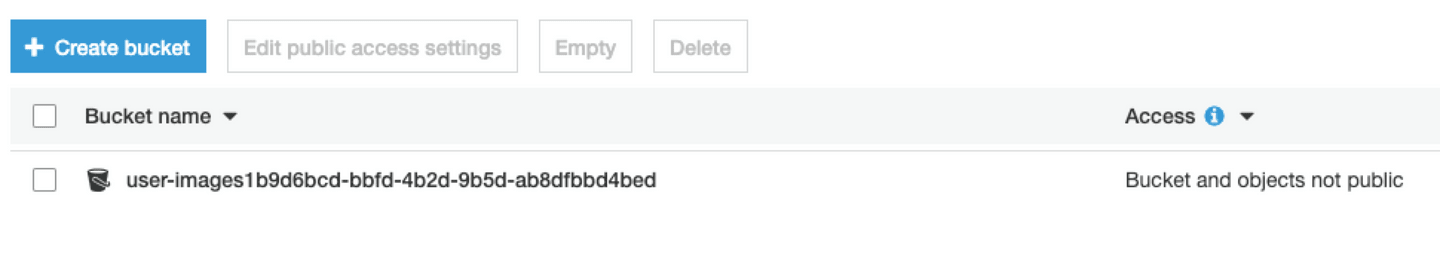 + Create bucket Edit public access settings Empty Delete
Bucket name Access
user-images1b9d6bcd-bbfd-4b2d-9b5d-ab8dfbbd4bed Bucket and objects not public